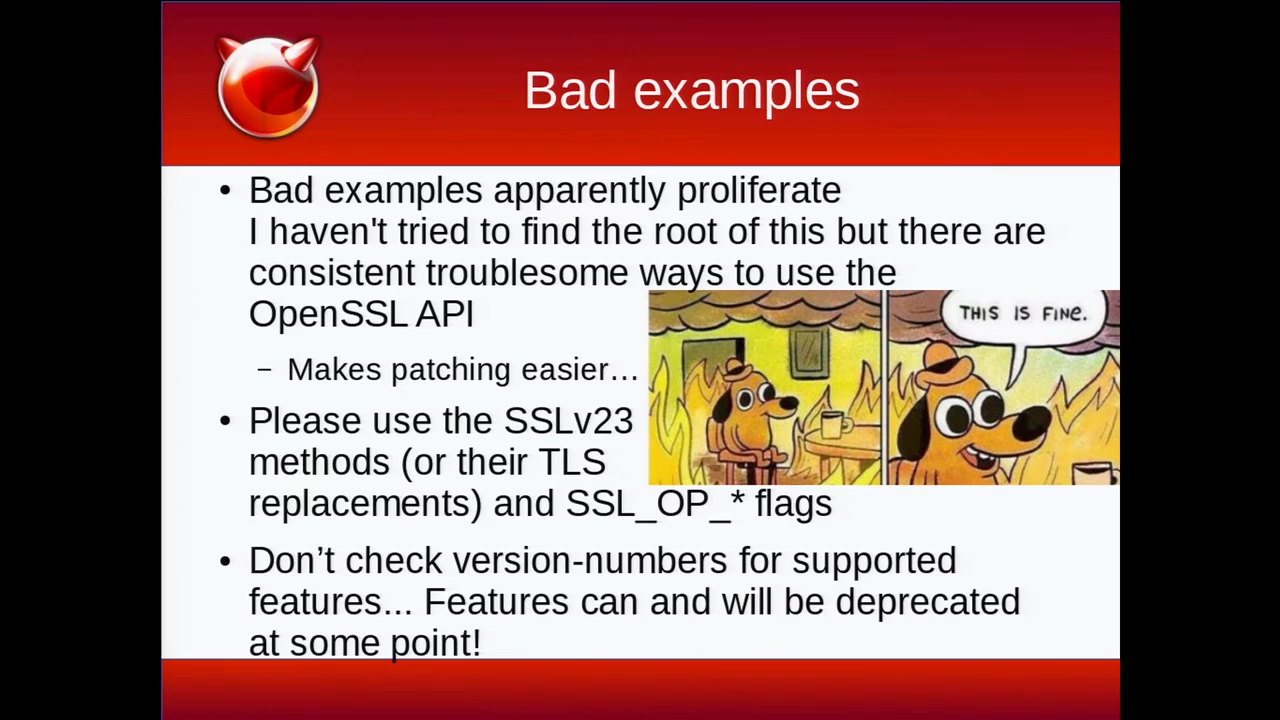 Bad examples
• Bad examples apparently proliferate
I haven't tried to find the root of this but there are
consistent troublesome ways to use the
OpenSSL API
– Makes patching easier…
THIS IS FINE.
• Please use the SSLv23
methods (or their TLS
replacements) and SSL_OP_* flags
• Don’t check version-numbers for supported
features... Features can and will be deprecated
at some point!